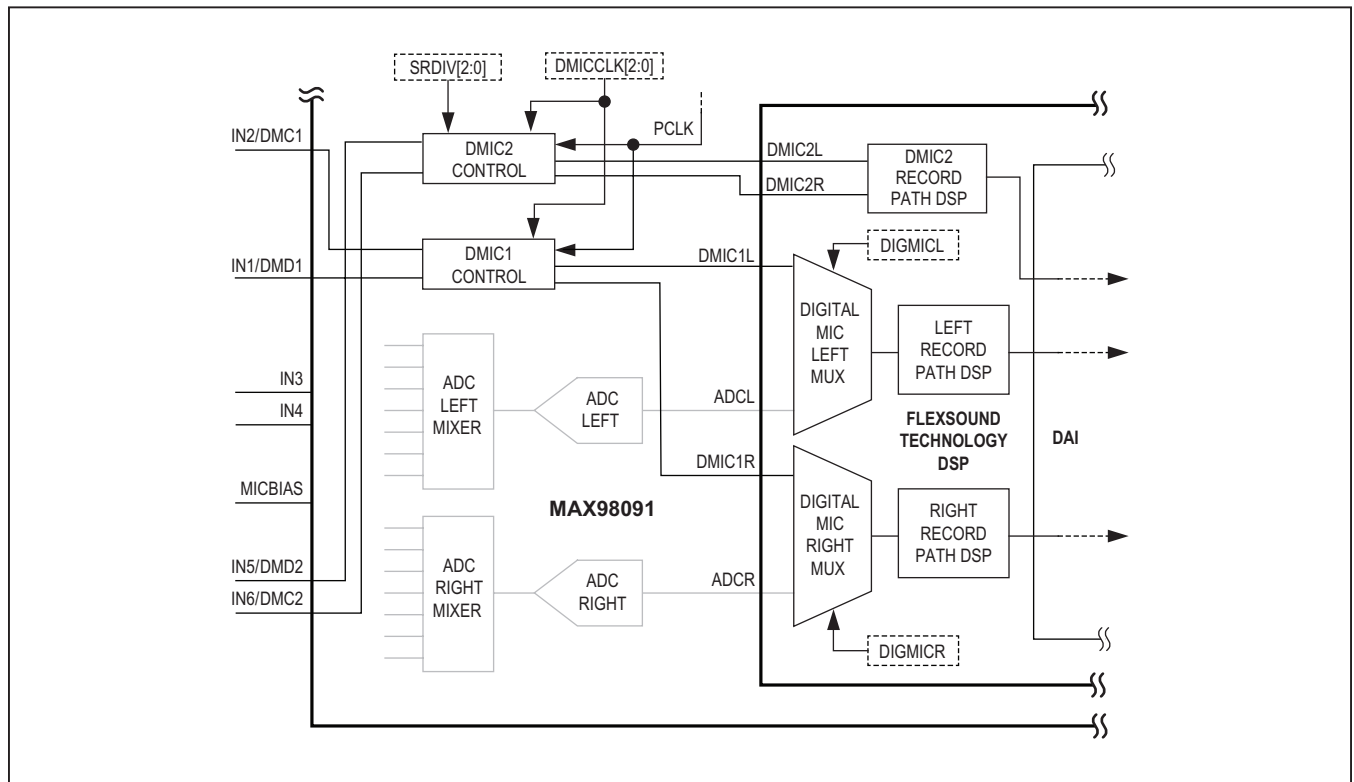 SRDIV[2:0]
DMICCLK[2:0]
PCLK
IN2/DMC1
DMIC2
CONTROL
DMIC2L
DMIC2R
DMIC2
RECORD
PATH DSP
IN1/DMD1
DMIC1
CONTROL
DMIC1L
DIGMICL
DIGITAL
MIC
LEFT
MUX
LEFT
RECORD
PATH DSP
IN3
IN4
ADC
LEFT
MIXER
ADC
LEFT
ADCL
FLEXSOUND
TECHNOLOGY
DSP
DAI
DMIC1R
MICBIAS
MAX98091
DIGITAL
MIC
RIGHT
MUX
RIGHT
RECORD
PATH DSP
IN5/DMD2
IN6/DMC2
ADC
RIGHT
MIXER
ADC
RIGHT
ADCR
DIGMICR